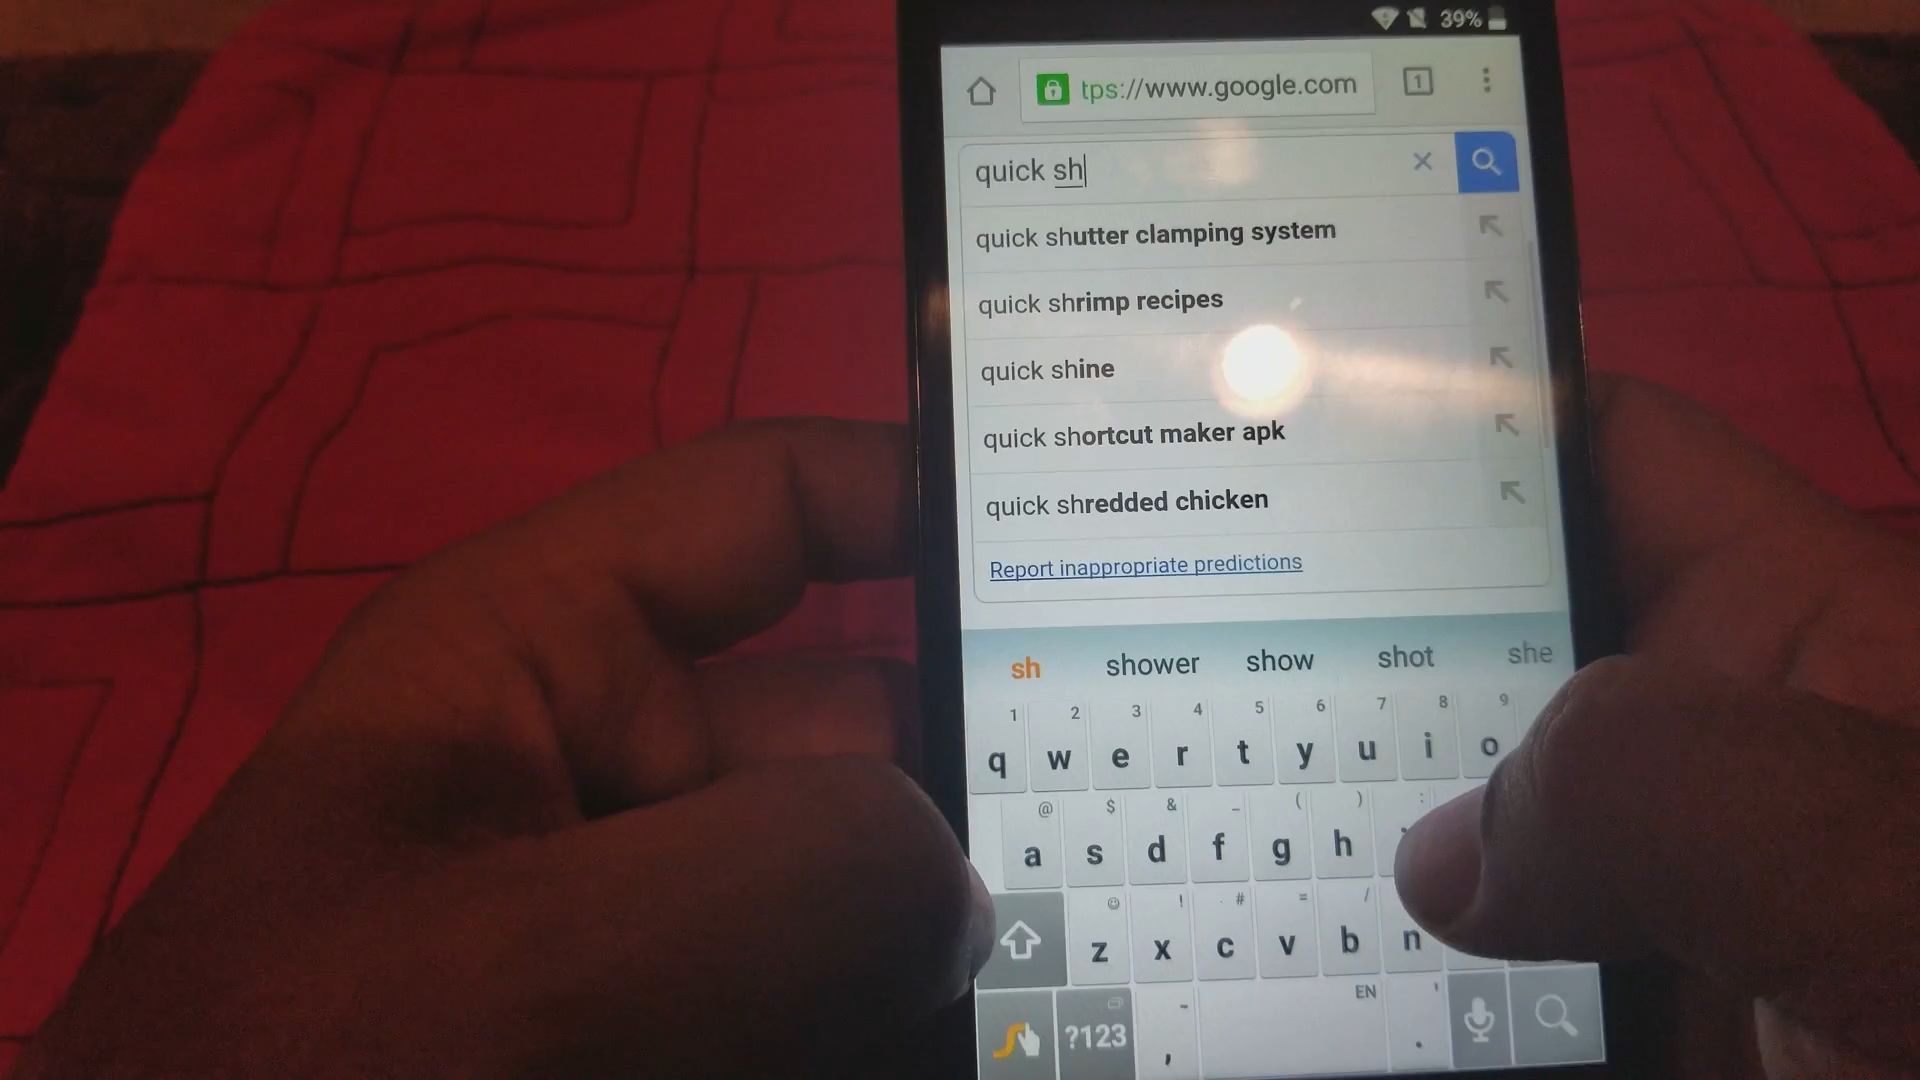 39%
tps://www.google.com
1
quick sh
quick shutter clamping system
quick shrimp recipes
quick shine
quick shortcut maker apk
quick shredded chicken
Report inappropriate predictions
sh shower show shot she
1 2 3 4 5 6 7 8 9
q w e r t y u i o
@ $ & _ ( ) :
a s d f g h
! # = /
z x c v b n
EN '
?123 , - .